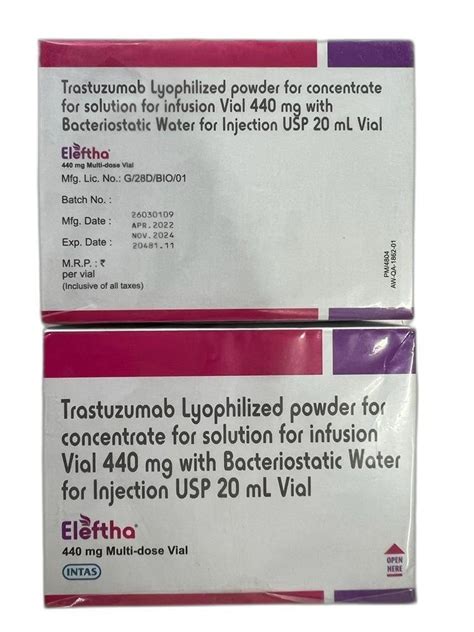 Trastuzumab Lyophilized powder for concentrate
for solution for infusion Vial 440 mg with
Bacteriostatic Water for Injection USP 20 mL Vial
Eleftha®
440 mg Multi-dose Vial
Mfg. Lic. No.: G/28D/BIO/01
Batch No. :
26030109
Mfg. Date : APR.2022
Exp. Date : NOV.2024
20481.11
M.R.P. : ₹
per vial
(Inclusive of all taxes)
PM/4804
AW-QA-1862-01
Trastuzumab Lyophilized powder for
concentrate for solution for infusion
Vial 440 mg with Bacteriostatic Water
for Injection USP 20 mL Vial
Eleftha®
440 mg Multi-dose Vial
INTAS
OPEN
HERE